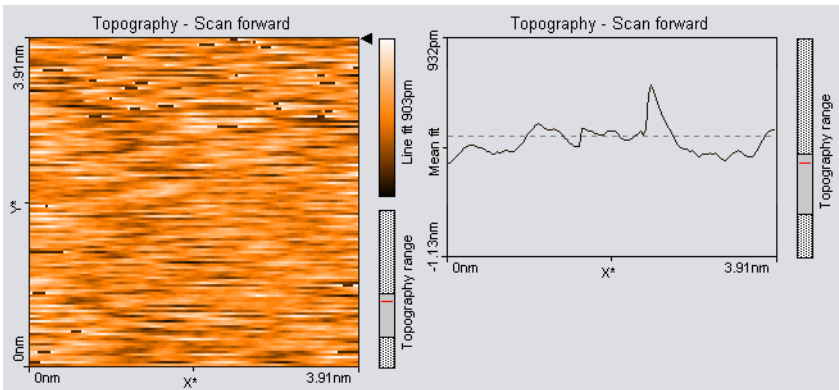 Topography - Scan forward
3.91nm
Y*
0nm
0nm
X*
3.91nm
Line fit 903pm
Topography range
Topography - Scan forward
932pm
Mean fit
-1.13nm
0nm
X*
3.91nm
Topography range